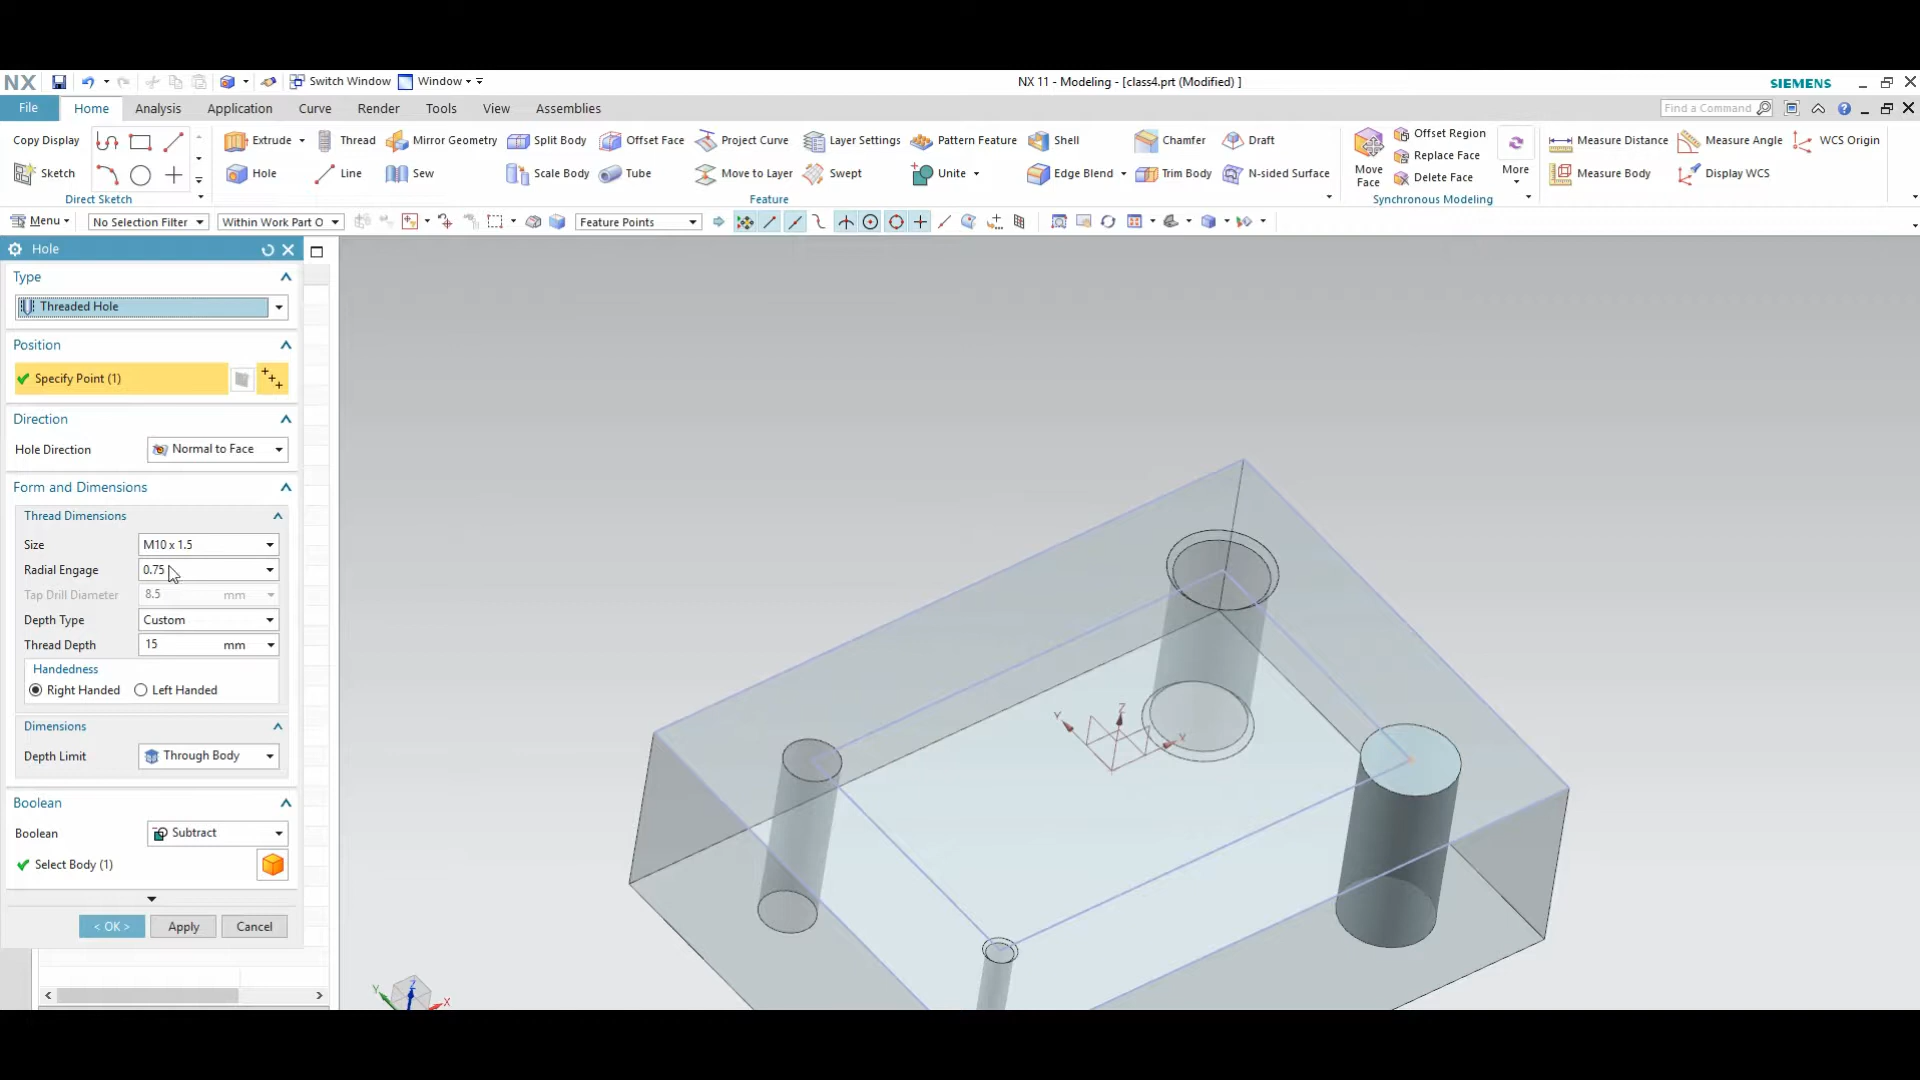 NX Switch Window Window NX 11 - Modeling - [class4.prt (Modified) ] SIEMENS
File Home Analysis Application Curve Render Tools View Assemblies Find a Command
Copy Display Extrude Thread Mirror Geometry Split Body Offset Face Project Curve Layer Settings Pattern Feature Shell Chamfer Draft Offset Region Measure Distance Measure Angle WCS Origin
Replace Face
Sketch Hole Line Sew Scale Body Tube Move to Layer Swept Unite Edge Blend Trim Body N-sided Surface Move Face Delete Face More Measure Body Display WCS
Direct Sketch Feature Synchronous Modeling
Menu No Selection Filter Within Work Part O Feature Points
Hole
Type
Threaded Hole
Position
Specify Point (1)
Direction
Hole Direction Normal to Face
Form and Dimensions
Thread Dimensions
Size M10 x 1.5
Radial Engage 0.75
Tap Drill Diameter 8.5 mm
Depth Type Custom
Thread Depth 15 mm
Handedness
Right Handed Left Handed
Dimensions
Depth Limit Through Body
Boolean
Boolean Subtract
Select Body (1)
< OK > Apply Cancel
Y Z X
Y Z X